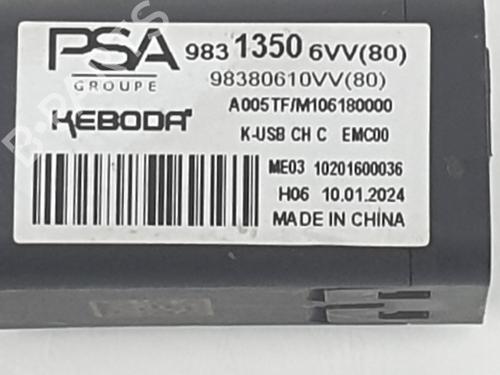 PSA 983 1350 6VV(80)
GROUPE 98380610VV(80)
A005TF/M106180000
KEBODA K-USB CH C EMC00
ME03 10201600036
H06 10.01.2024
MADE IN CHINA